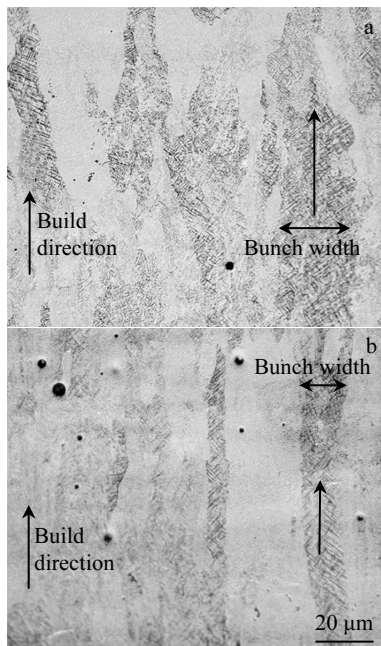 a
Build
direction
Bunch width
b
Bunch width
Build
direction
20 μm